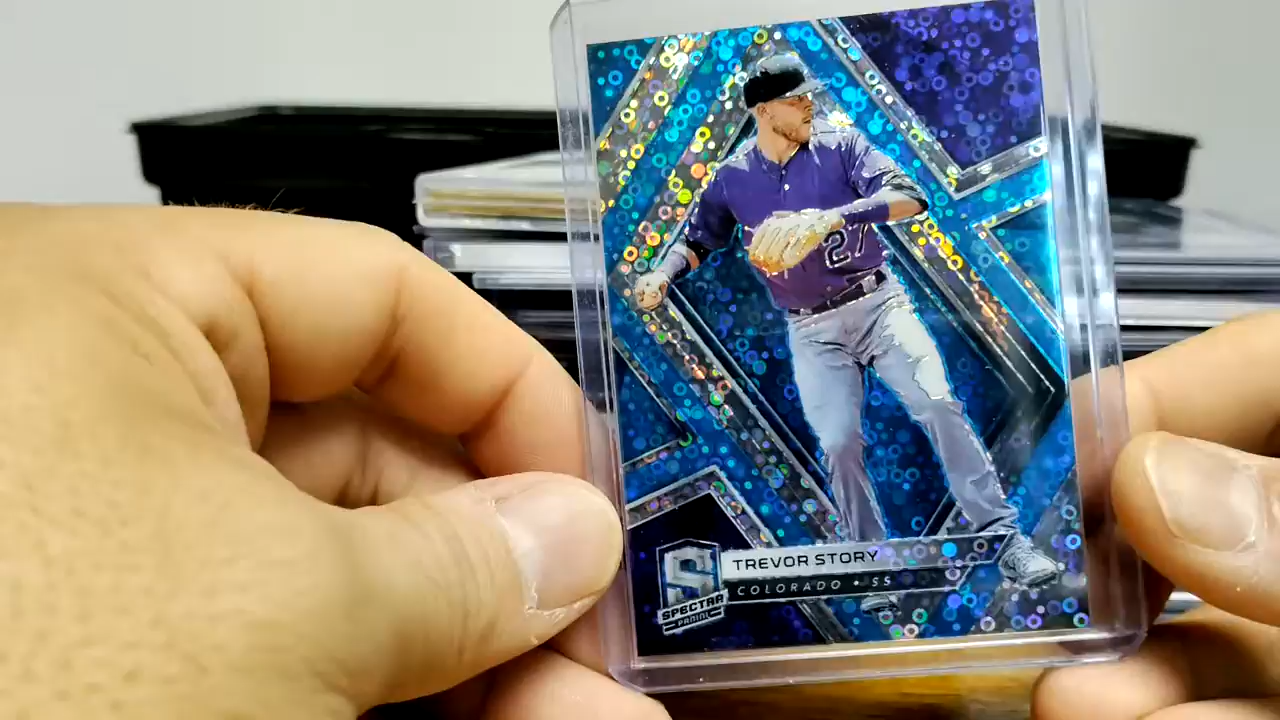 27
TREVOR STORY
COLORADO • SS
S
SPECTRA
PANINI